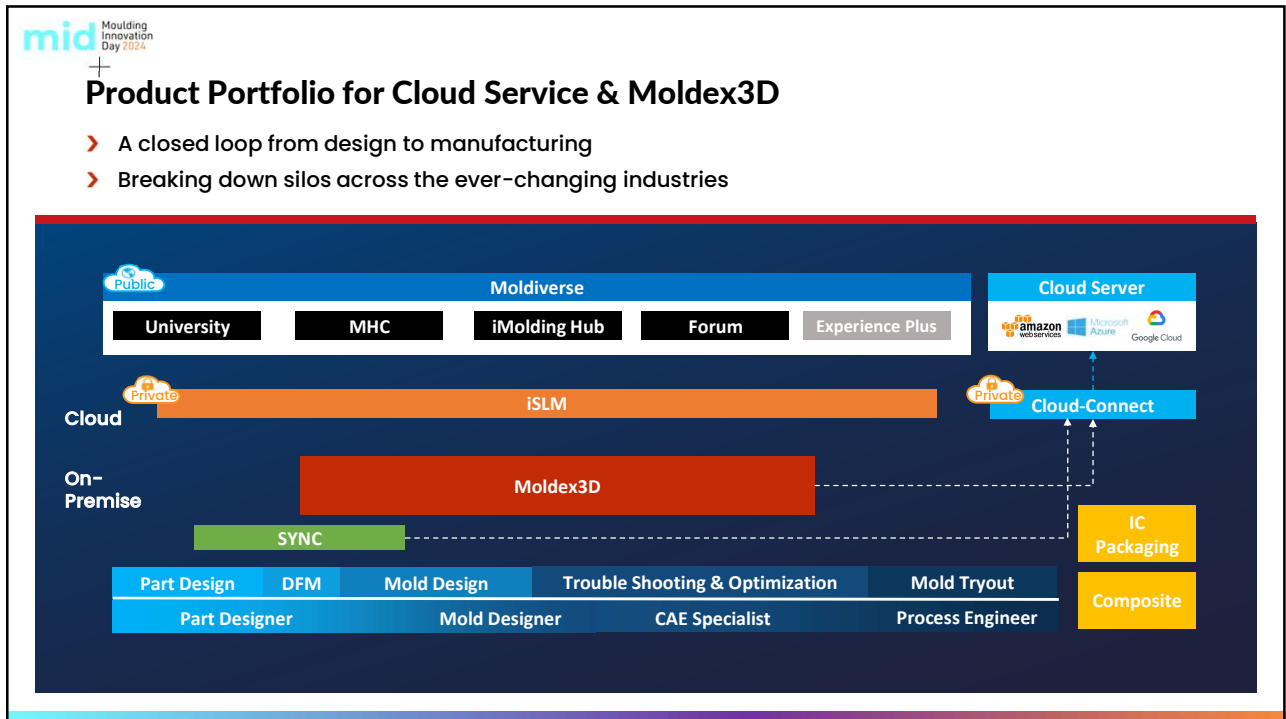 mid Moulding
Innovation
Day 2024
Product Portfolio for Cloud Service & Moldex3D
A closed loop from design to manufacturing
Breaking down silos across the ever-changing industries
Public
Moldiverse
Cloud Server
University
MHC
iMolding Hub
Forum
Experience Plus
amazon
webservices
Microsoft
Azure
Google Cloud
Private
iSLM
Private
Cloud-Connect
Cloud
On-
Premise
Moldex3D
SYNC
IC
Packaging
Part Design
DFM
Mold Design
Trouble Shooting & Optimization
Mold Tryout
Composite
Part Designer
Mold Designer
CAE Specialist
Process Engineer